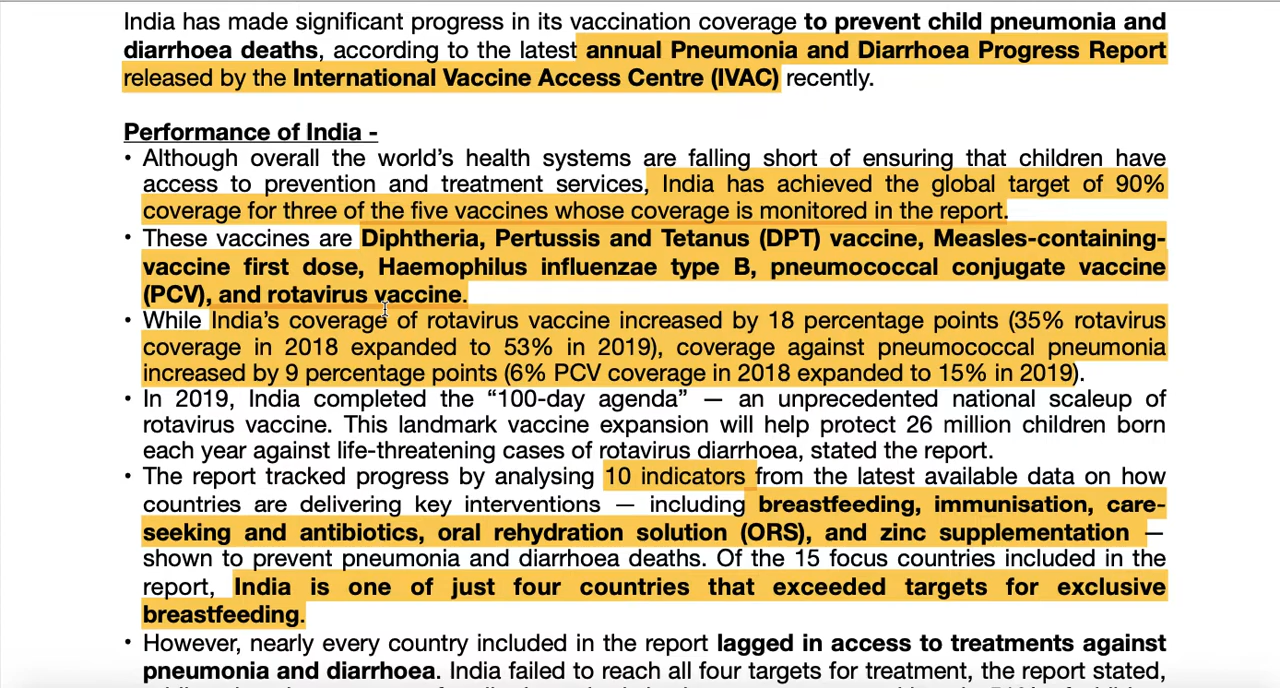 India has made significant progress in its vaccination coverage to prevent child pneumonia and
diarrhoea deaths, according to the latest annual Pneumonia and Diarrhoea Progress Report
released by the International Vaccine Access Centre (IVAC) recently.
Performance of India -
• Although overall the world's health systems are falling short of ensuring that children have
access to prevention and treatment services, India has achieved the global target of 90%
coverage for three of the five vaccines whose coverage is monitored in the report.
• These vaccines are Diphtheria, Pertussis and Tetanus (DPT) vaccine, Measles-containing-
vaccine first dose, Haemophilus influenzae type B, pneumococcal conjugate vaccine
(PCV), and rotavirus vaccine.
• While India's coverage of rotavirus vaccine increased by 18 percentage points (35% rotavirus
coverage in 2018 expanded to 53% in 2019), coverage against pneumococcal pneumonia
increased by 9 percentage points (6% PCV coverage in 2018 expanded to 15% in 2019).
• In 2019, India completed the “100-day agenda” — an unprecedented national scaleup of
rotavirus vaccine. This landmark vaccine expansion will help protect 26 million children born
each year against life-threatening cases of rotavirus diarrhoea, stated the report.
• The report tracked progress by analysing 10 indicators from the latest available data on how
countries are delivering key interventions — including breastfeeding, immunisation, care-
seeking and antibiotics, oral rehydration solution (ORS), and zinc supplementation —
shown to prevent pneumonia and diarrhoea deaths. Of the 15 focus countries included in the
report, India is one of just four countries that exceeded targets for exclusive
breastfeeding.
• However, nearly every country included in the report lagged in access to treatments against
pneumonia and diarrhoea. India failed to reach all four targets for treatment, the report stated,